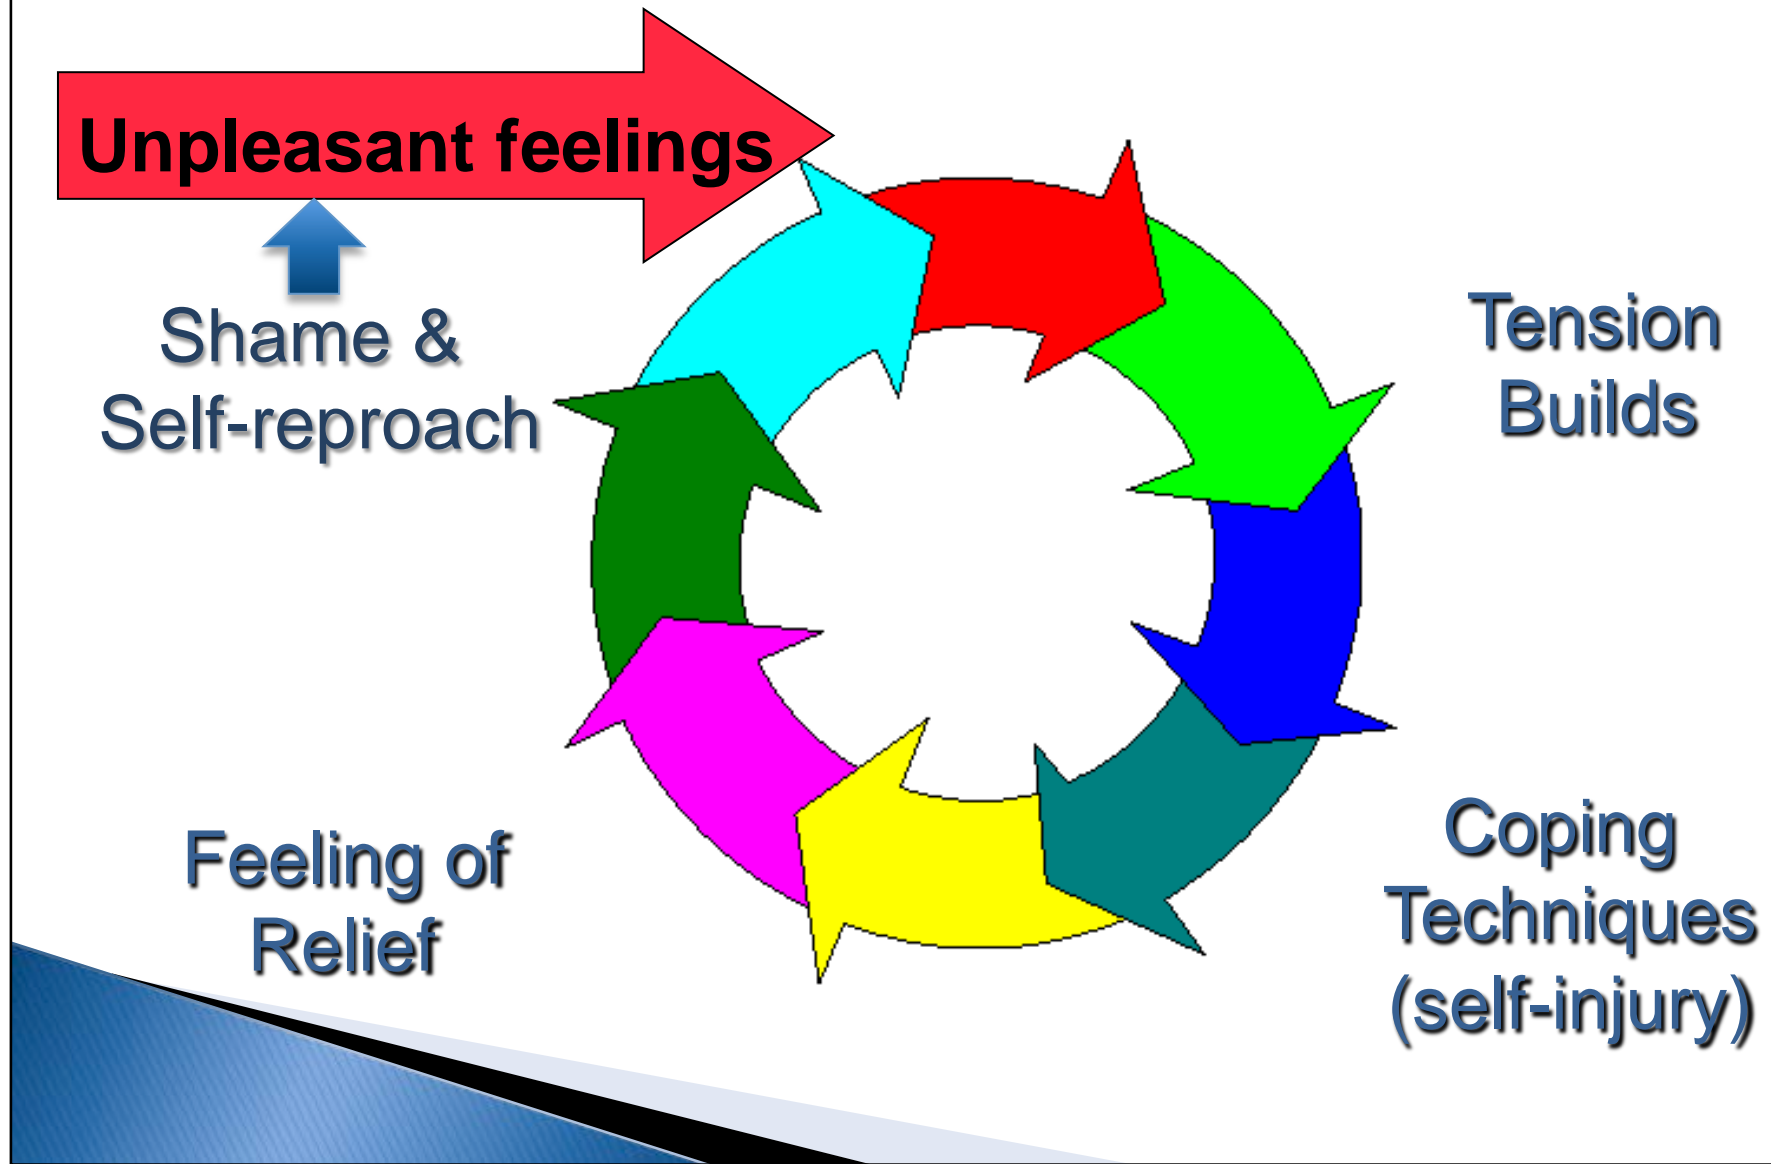 Unpleasant feelings
Shame &
Self-reproach
Tension
Builds
Feeling of
Relief
Coping
Techniques
(self-injury)